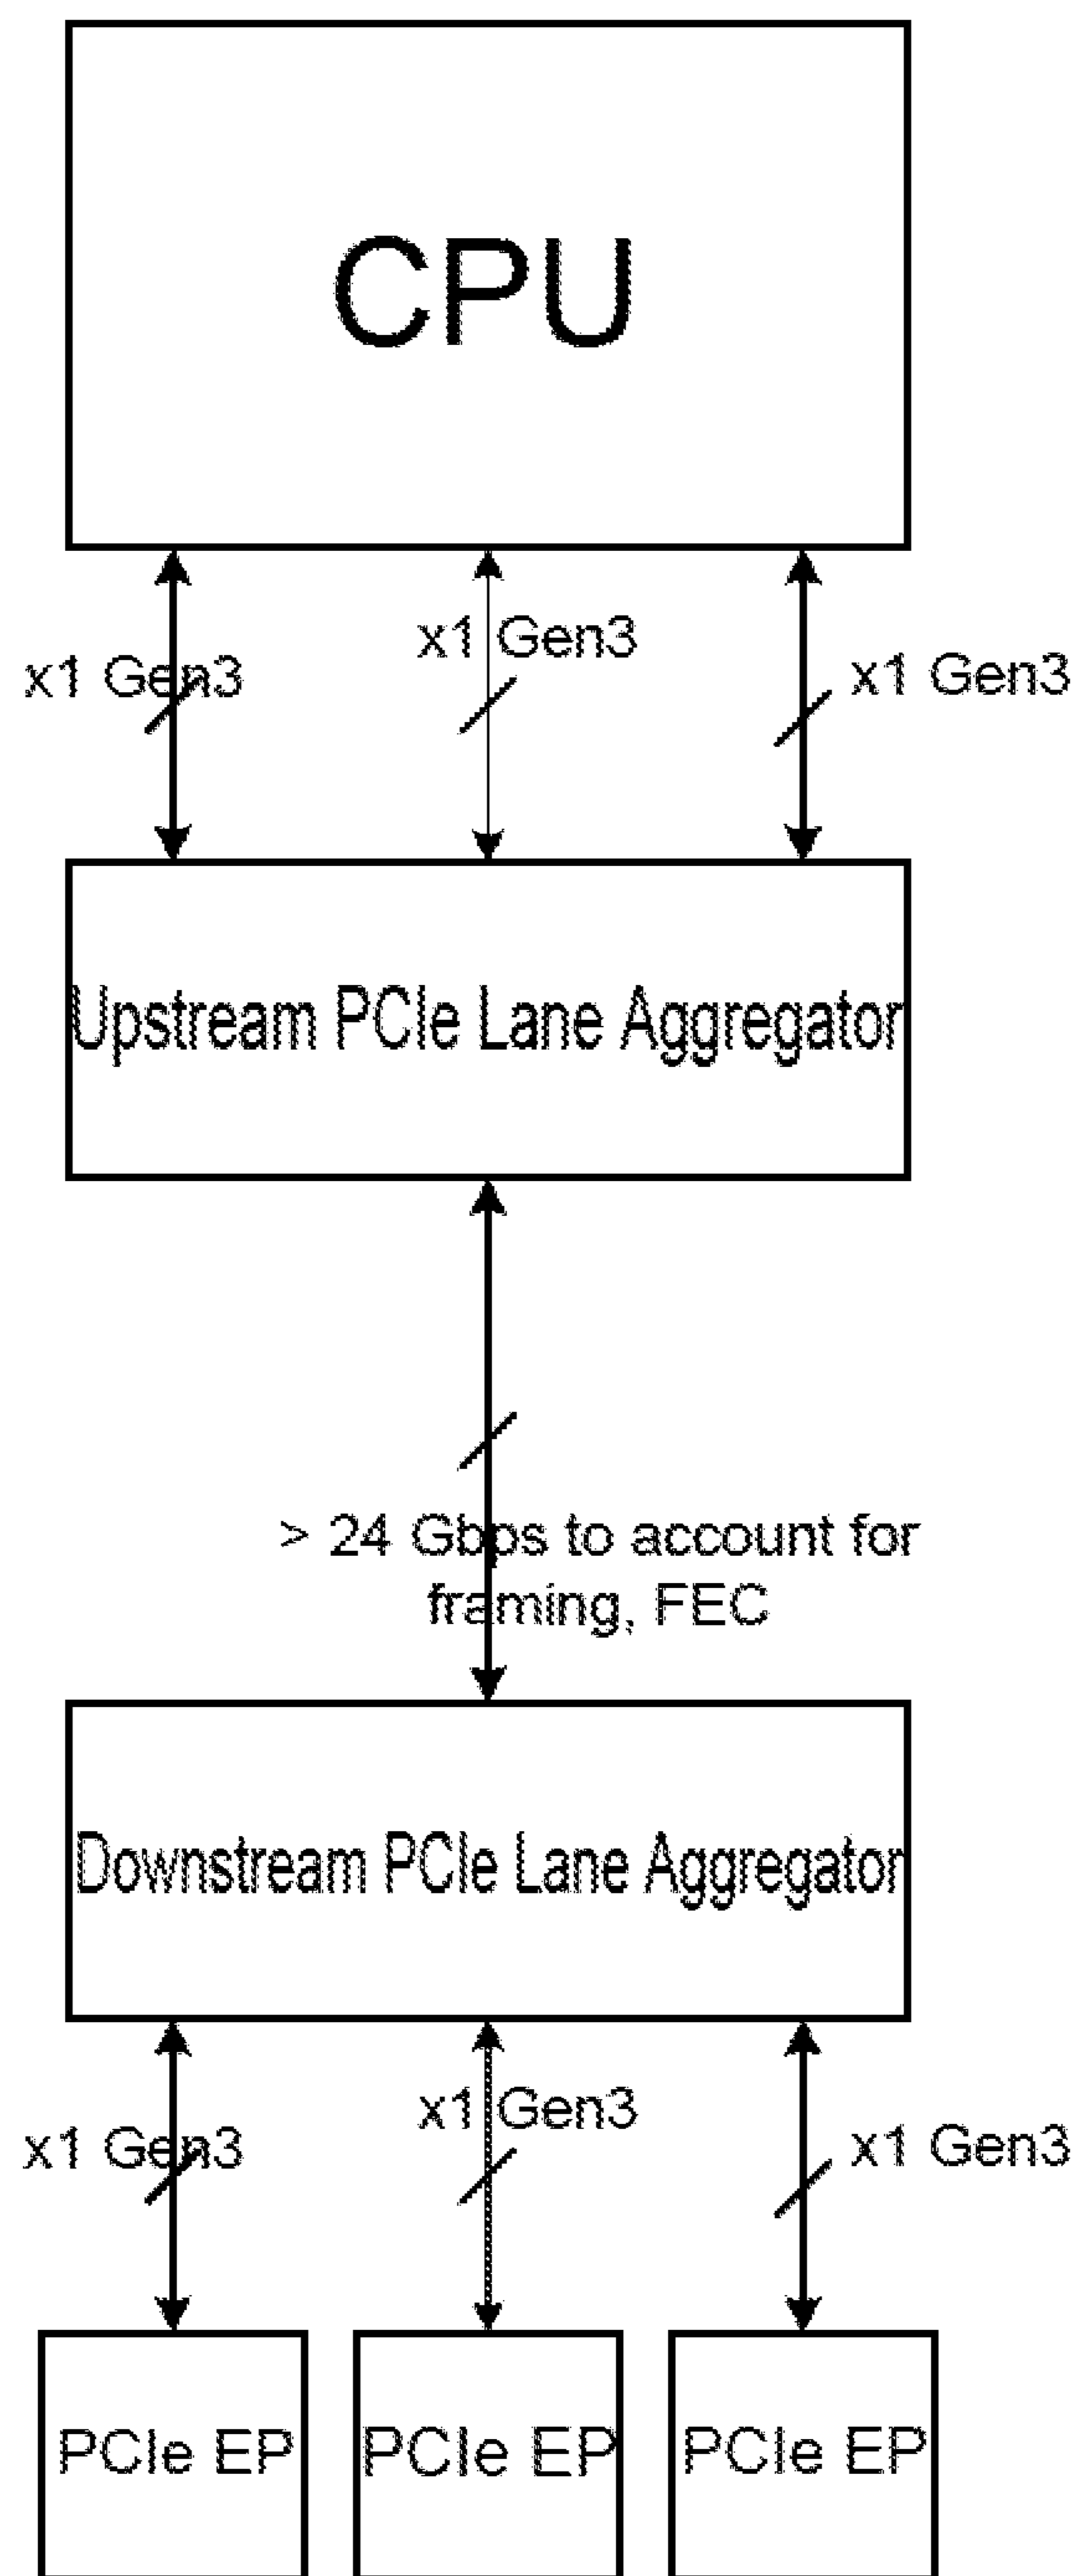 CPU
x1 Gen3
x1 Gen3
x1 Gen3
Upstream PCIe Lane Aggregator
> 24 Gbps to account for
framing, FEC
Downstream PCIe Lane Aggregator
x1 Gen3
x1 Gen3
x1 Gen3
PCIe EP
PCIe EP
PCIe EP